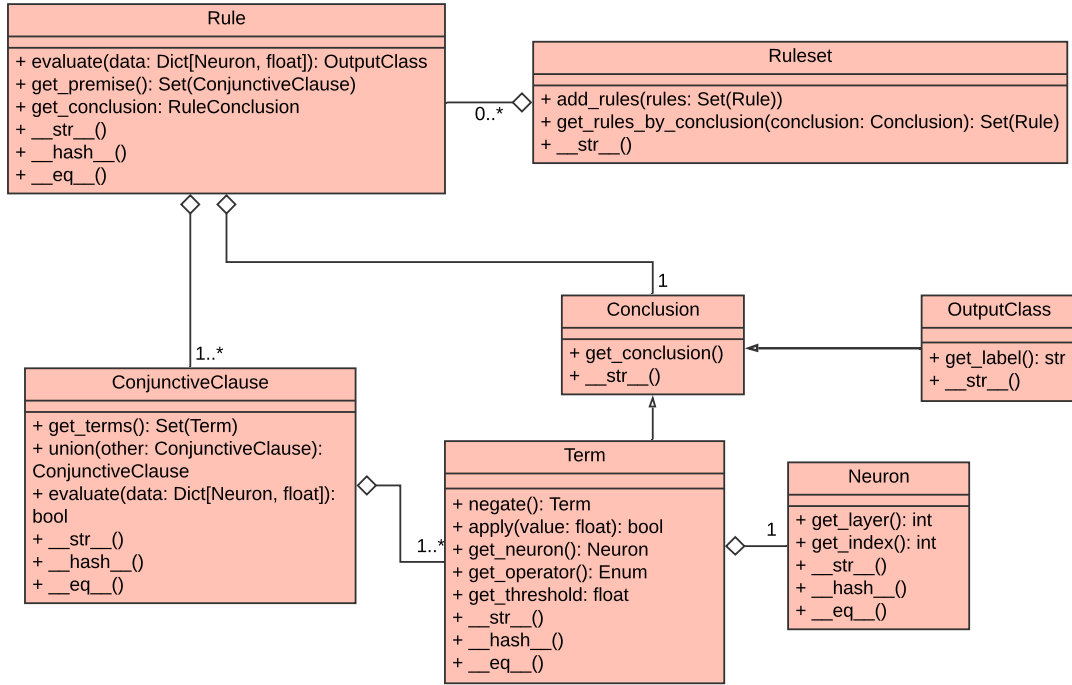 Rule
+ evaluate(data: Dict[Neuron, float]): OutputClass
+ get_premise(): Set(ConjunctiveClause)
+ get_conclusion: RuleConclusion
+ __str__()
+ __hash__()
+ __eq__()
0..*
Ruleset
+ add_rules(rules: Set(Rule))
+ get_rules_by_conclusion(conclusion: Conclusion): Set(Rule)
+ __str__()
1
Conclusion
+ get_conclusion()
+ __str__()
OutputClass
+ get_label(): str
+ __str__()
1..*
ConjunctiveClause
+ get_terms(): Set(Term)
+ union(other: ConjunctiveClause):
ConjunctiveClause
+ evaluate(data: Dict[Neuron, float]):
bool
+ __str__()
+ __hash__()
+ __eq__()
1..*
Term
+ negate(): Term
+ apply(value: float): bool
+ get_neuron(): Neuron
+ get_operator(): Enum
+ get_threshold: float
+ __str__()
+ __hash__()
+ __eq__()
1
Neuron
+ get_layer(): int
+ get_index(): int
+ __str__()
+ __hash__()
+ __eq__()